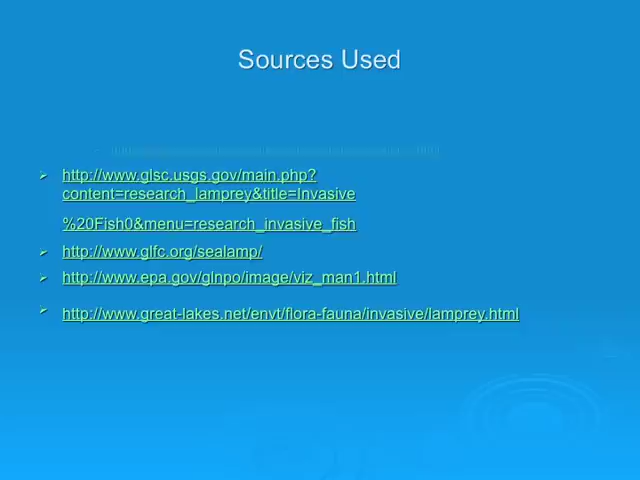 Sources Used
http://www.glsc.usgs.gov/main.php?
content=research_lamprey&title=Invasive
%20Fish0&menu=research_invasive_fish
http://www.glfc.org/sealamp/
http://www.epa.gov/glnpo/image/viz_man1.html
http://www.great-lakes.net/envt/flora-fauna/invasive/lamprey.html